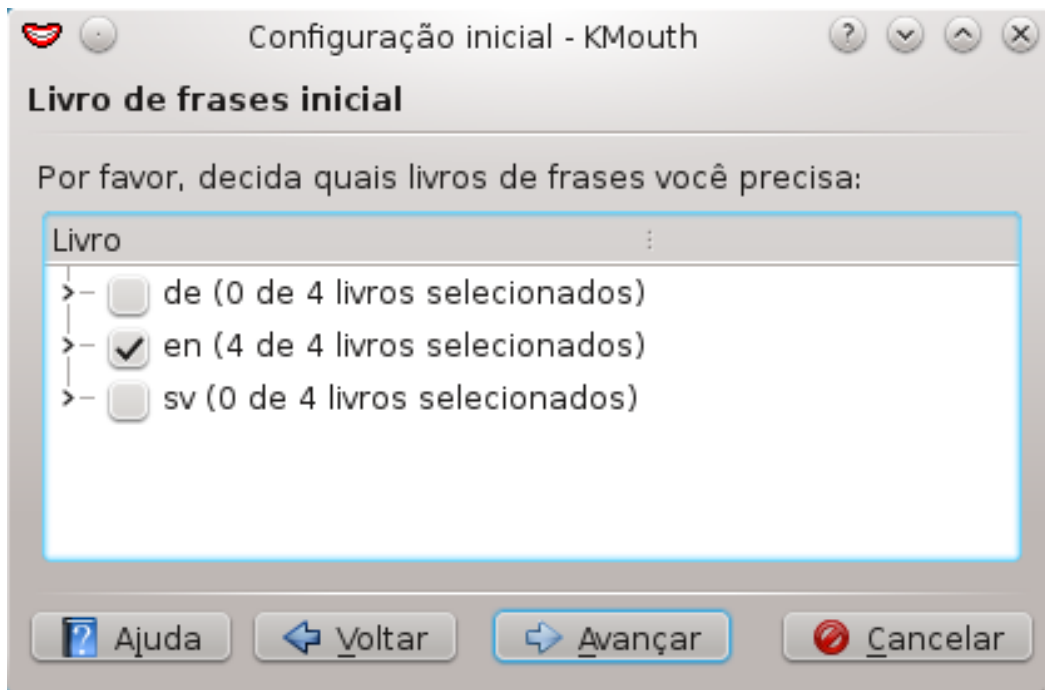 Configuração inicial - KMouth
Livro de frases inicial
Por favor, decida quais livros de frases você precisa:
Livro
de (0 de 4 livros selecionados)
en (4 de 4 livros selecionados)
sv (0 de 4 livros selecionados)
Ajuda Voltar Avançar Cancelar